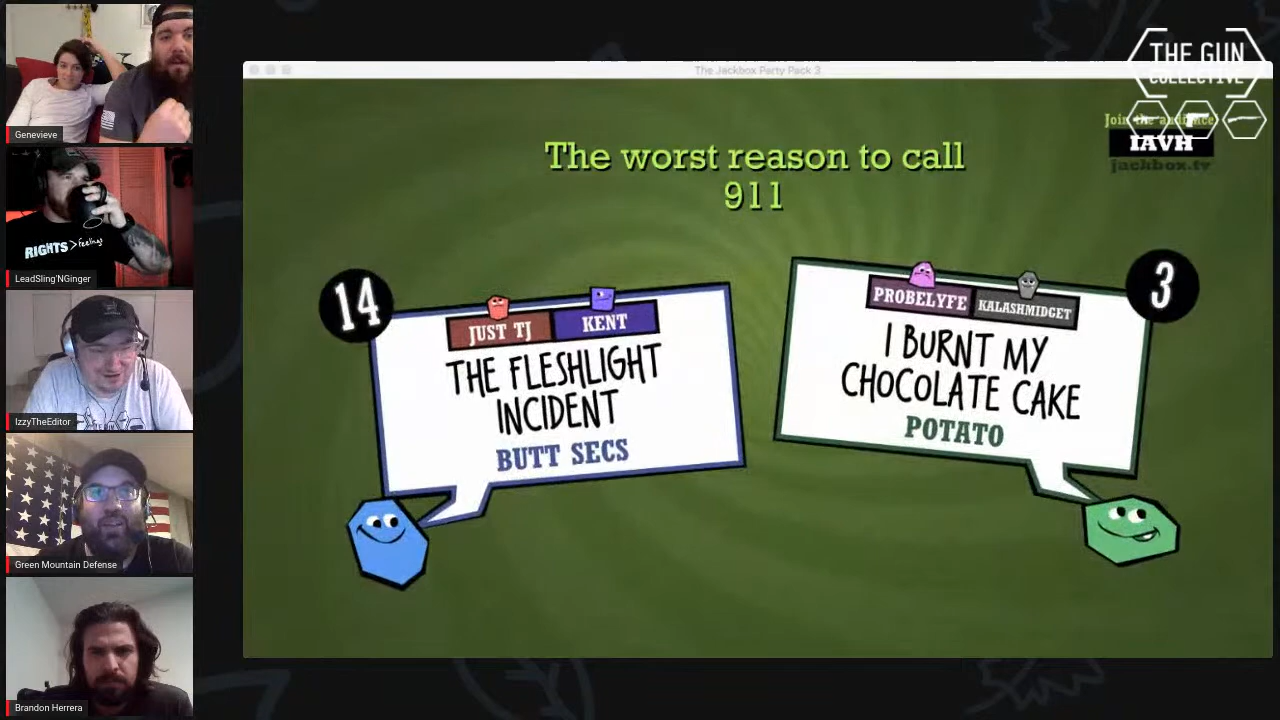 Genevieve
RIGHTS > feelings
LeadSling'NGinger
IzzyTheEditor
Green Mountain Defense
Brandon Herrera
The Jackbox Party Pack 3
THE GUN
COLLECTIVE
Join the audience
IAVH
jackbox.tv
The worst reason to call
911
14
JUST TJ
KENT
THE FLESHLIGHT
INCIDENT
BUTT SECS
3
PROBELYFE
KALASHMIDGET
I BURNT MY
CHOCOLATE CAKE
POTATO